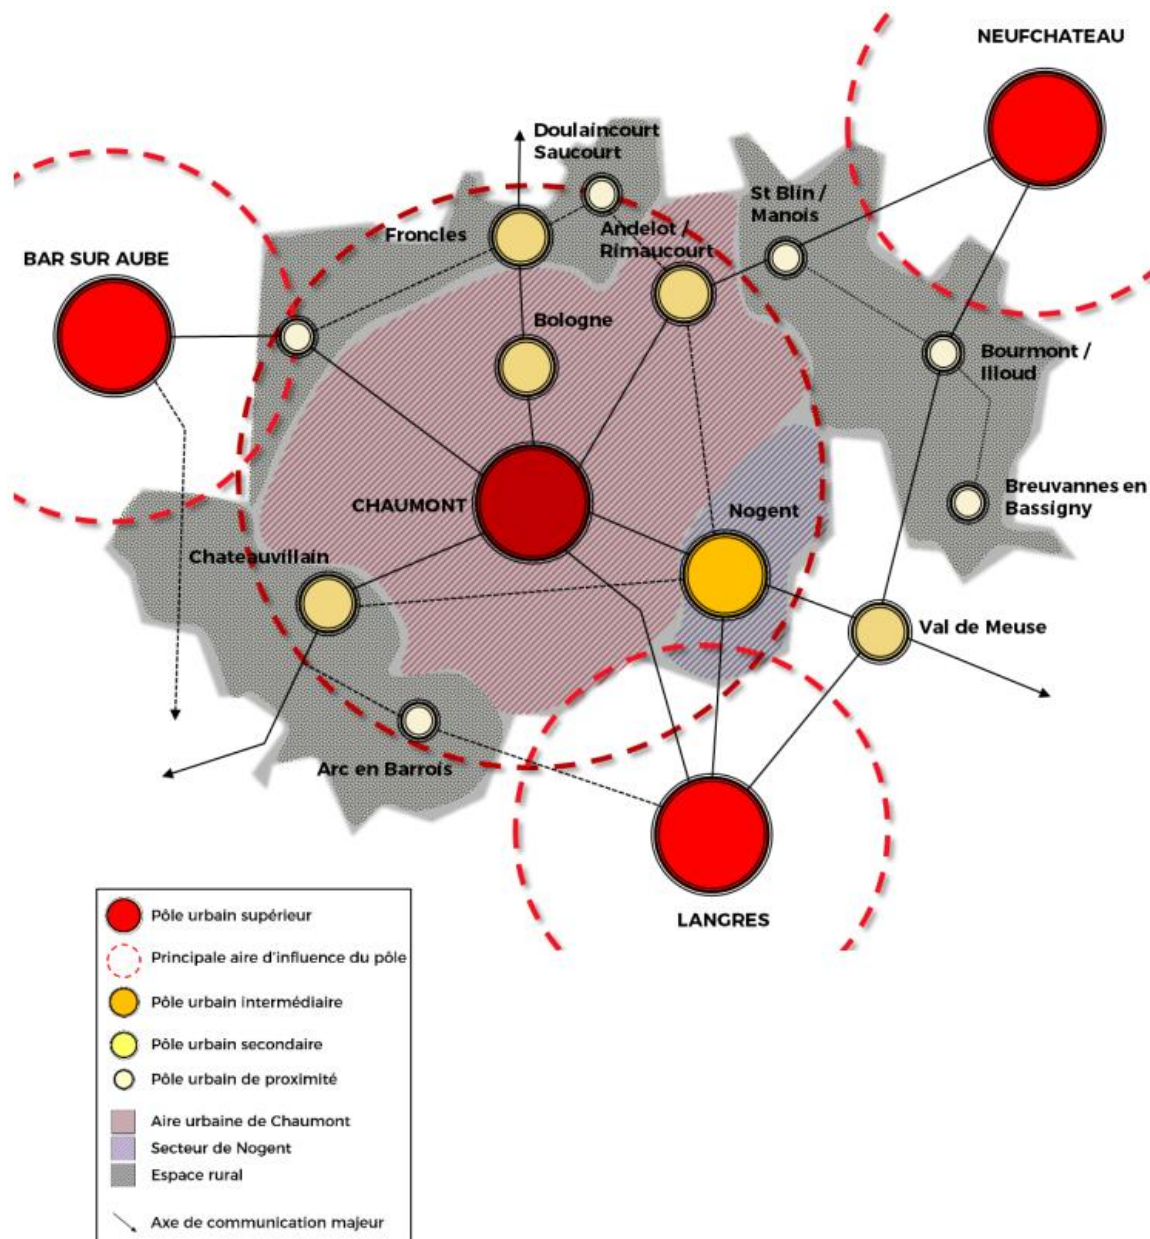 NEUFCHATEAU
Doulaincourt
Saucourt
St Blin /
Manois
Froncles
Andelot /
Rimaucourt
BAR SUR AUBE
Bologne
Bourmont /
Illoud
CHAUMONT
Nogent
Breuvannes en
Bassigny
Chateauvillain
Val de Meuse
Arc en Barrois
LANGRES
Pôle urbain supérieur
Principale aire d'influence du pôle
Pôle urbain intermédiaire
Pôle urbain secondaire
Pôle urbain de proximité
Aire urbaine de Chaumont
Secteur de Nogent
Espace rural
Axe de communication majeur